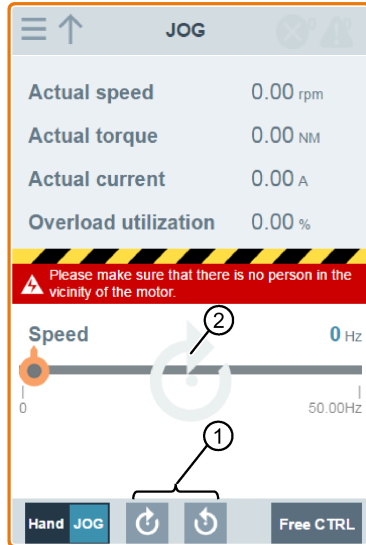 JOG
Actual speed 0.00 rpm
Actual torque 0.00 NM
Actual current 0.00 A
Overload utilization 0.00 %
Please make sure that there is no person in the
vicinity of the motor.
2
Speed 0 Hz
0 50.00Hz
1
Hand JOG Free CTRL